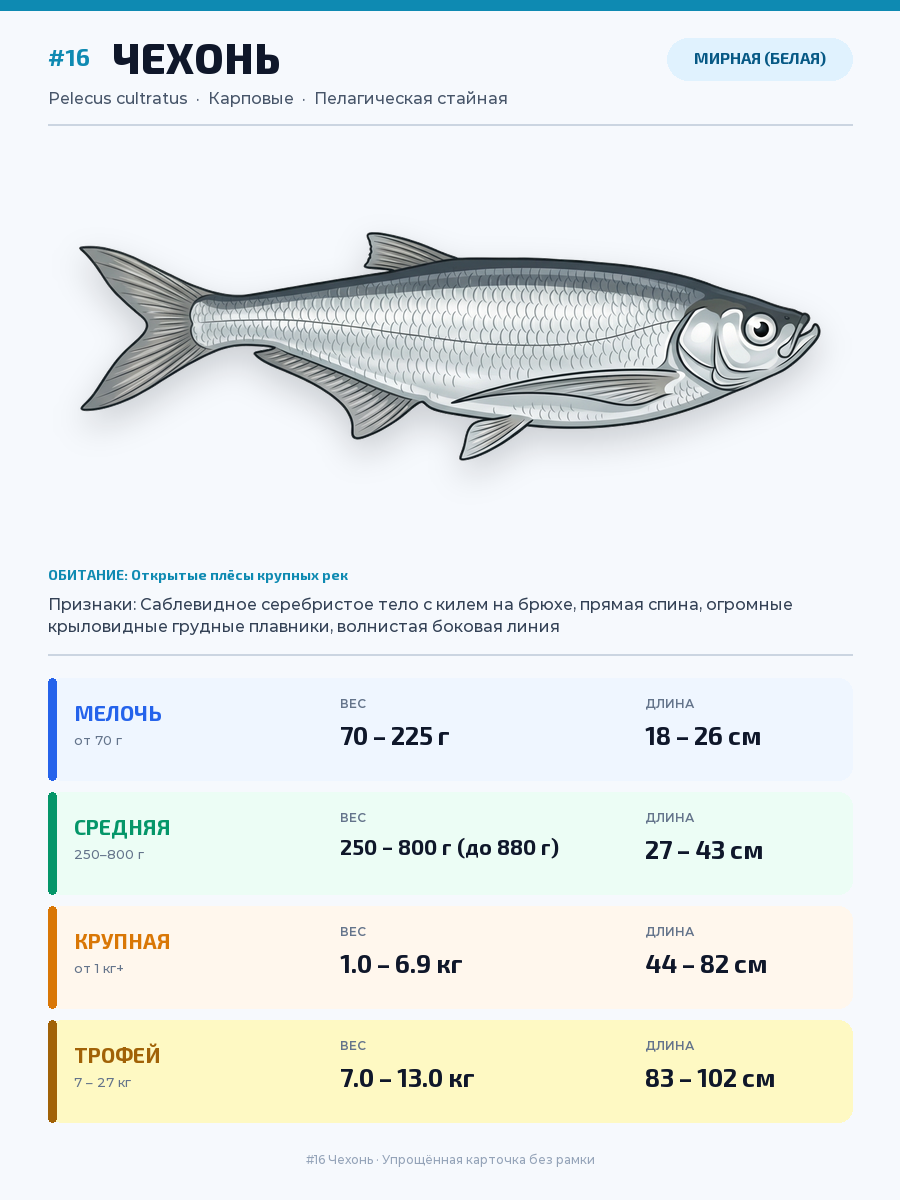 #16 ЧЕХОНЬ
МИРНАЯ (БЕЛАЯ)
Pelecus cultratus · Карповые · Пелагическая стайная
ОБИТАНИЕ: Открытые плёсы крупных рек
Признаки: Саблевидное серебристое тело с килем на брюхе, прямая спина, огромные
крыловидные грудные плавники, волнистая боковая линия
МЕЛОЧЬ
от 70 г
ВЕС
70 – 225 г
ДЛИНА
18 – 26 см
СРЕДНЯЯ
250–800 г
ВЕС
250 – 800 г (до 880 г)
ДЛИНА
27 – 43 см
КРУПНАЯ
от 1 кг+
ВЕС
1.0 – 6.9 кг
ДЛИНА
44 – 82 см
ТРОФЕЙ
7 – 27 кг
ВЕС
7.0 – 13.0 кг
ДЛИНА
83 – 102 см
#16 Чехонь · Упрощённая карточка без рамки